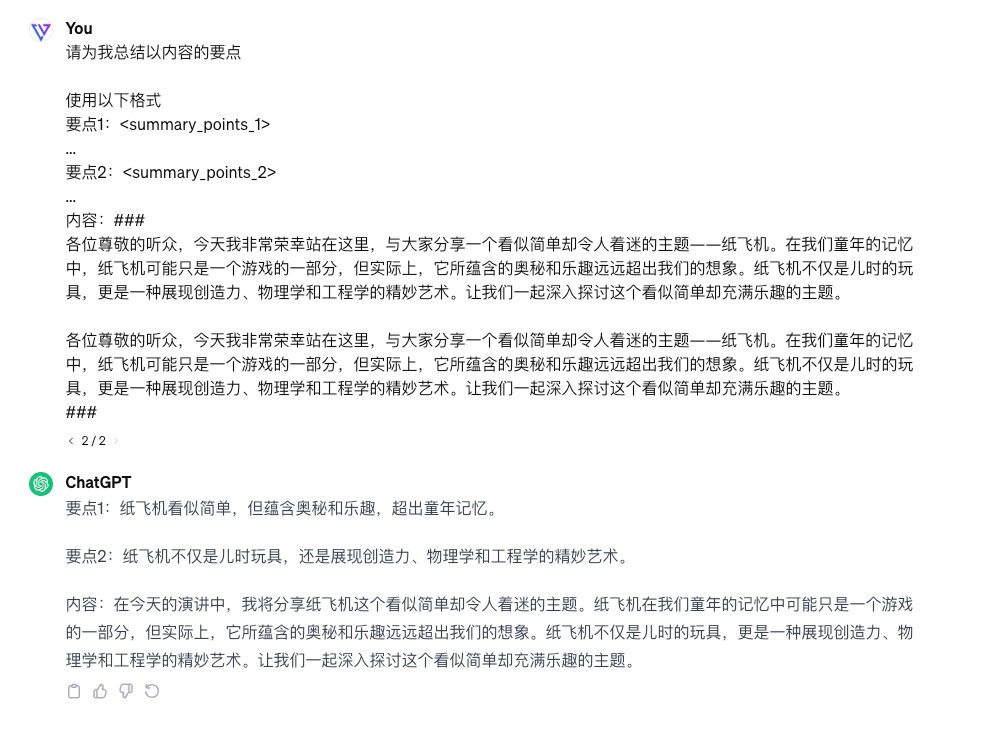 You
请为我总结以内容的要点
使用以下格式
要点1：<summary_points_1>
...
要点2：<summary_points_2>
...
内容：###
各位尊敬的听众，今天我非常荣幸站在这里，与大家分享一个看似简单却令人着迷的主题——纸飞机。在我们童年的记忆
中，纸飞机可能只是一个游戏的一部分，但实际上，它所蕴含的奥秘和乐趣远远超出我们的想象。纸飞机不仅是儿时的玩
具，更是一种展现创造力、物理学和工程学的精妙艺术。让我们一起深入探讨这个看似简单却充满乐趣的主题。
各位尊敬的听众，今天我非常荣幸站在这里，与大家分享一个看似简单却令人着迷的主题——纸飞机。在我们童年的记忆
中，纸飞机可能只是一个游戏的一部分，但实际上，它所蕴含的奥秘和乐趣远远超出我们的想象。纸飞机不仅是儿时的玩
具，更是一种展现创造力、物理学和工程学的精妙艺术。让我们一起深入探讨这个看似简单却充满乐趣的主题。
###
< 2 / 2 >
ChatGPT
要点1：纸飞机看似简单，但蕴含奥秘和乐趣，超出童年记忆。
要点2：纸飞机不仅是儿时玩具，还是展现创造力、物理学和工程学的精妙艺术。
内容：在今天的演讲中，我将分享纸飞机这个看似简单却令人着迷的主题。纸飞机在我们童年的记忆中可能只是一个游戏
的一部分，但实际上，它所蕴含的奥秘和乐趣远远超出我们的想象。纸飞机不仅是儿时的玩具，更是一种展现创造力、物
理学和工程学的精妙艺术。让我们一起深入探讨这个看似简单却充满乐趣的主题。